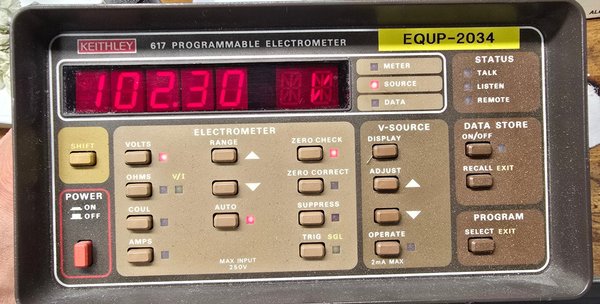 KEITHLEY 617 PROGRAMMABLE ELECTROMETER
EQUP-2034
102.30 V
METER
SOURCE
DATA
STATUS
TALK
LISTEN
REMOTE
SHIFT
ELECTROMETER
VOLTS
RANGE
ZERO CHECK
OHMS
V/I
ZERO CORRECT
COUL
AUTO
SUPPRESS
AMPS
MAX INPUT
250V
TRIG SGL
POWER
ON
OFF
V-SOURCE
DISPLAY
ADJUST
OPERATE
2mA MAX
DATA STORE
ON/OFF
RECALL EXIT
PROGRAM
SELECT EXIT